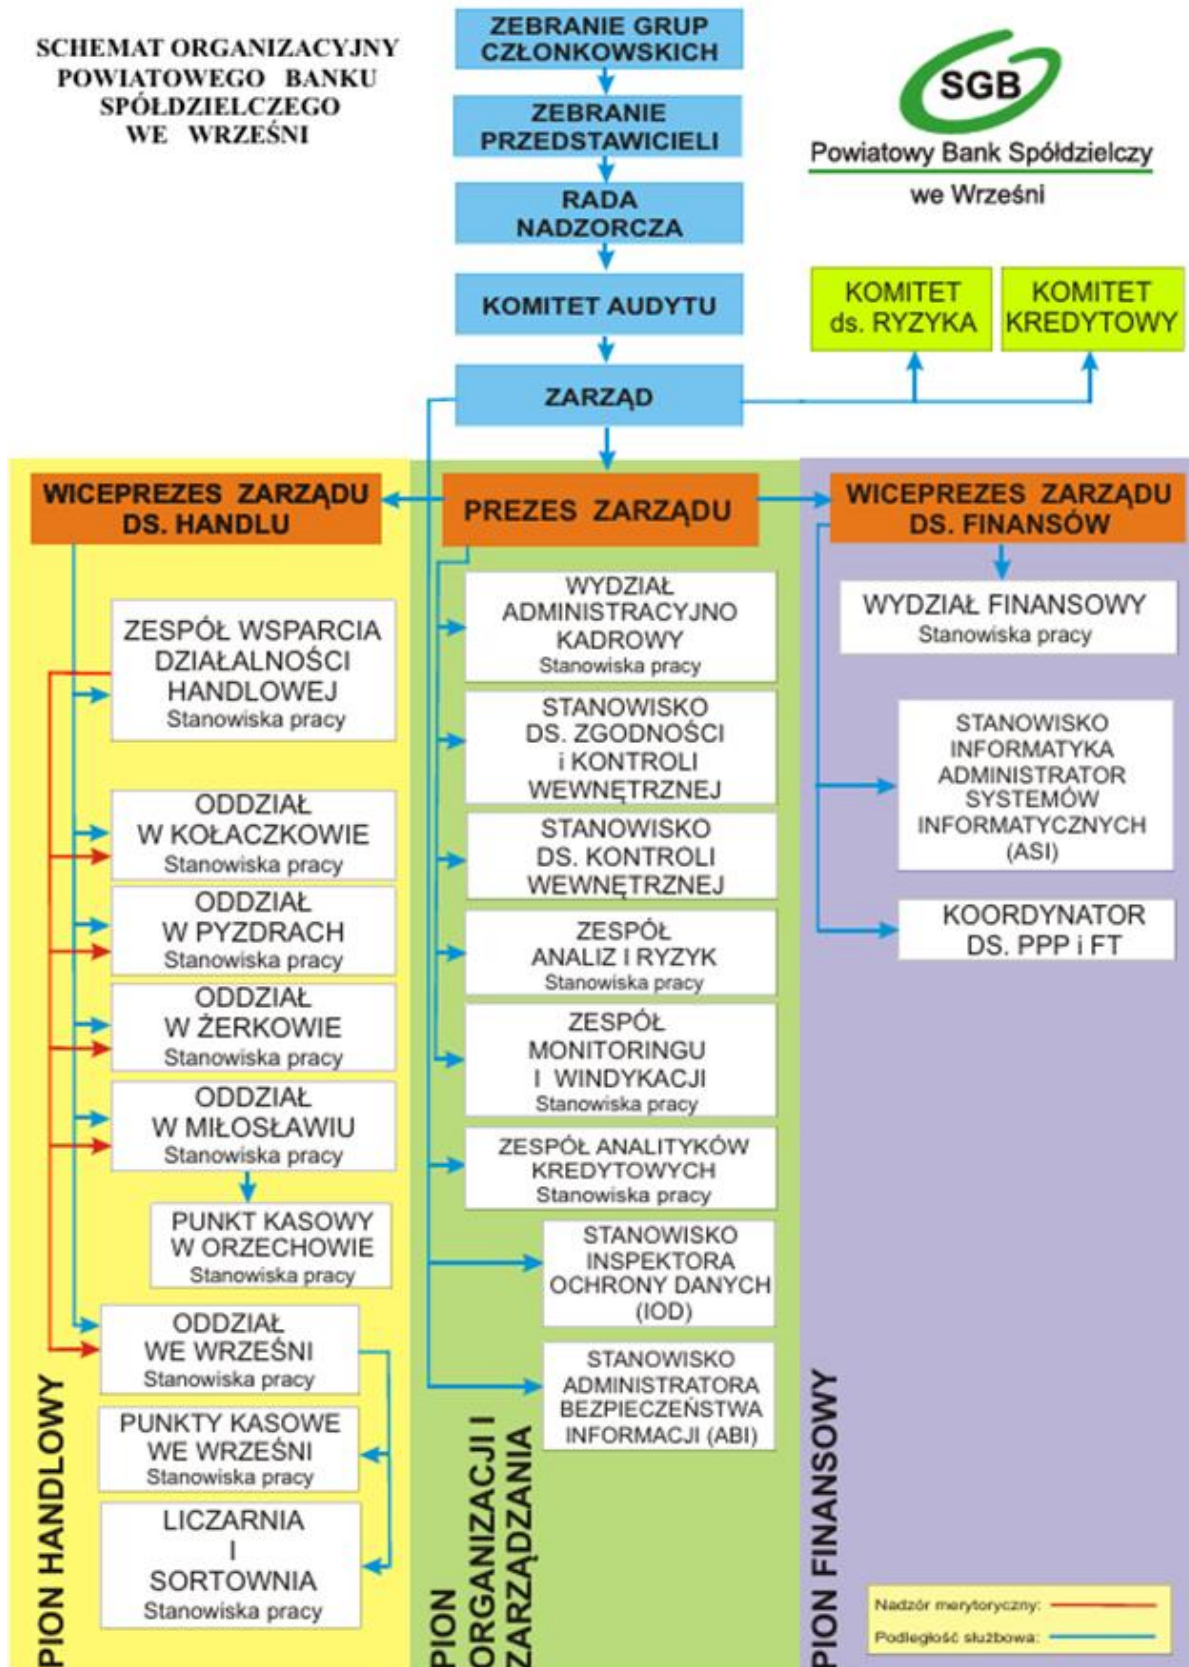 SCHEMAT ORGANIZACYJNY
POWIATOWEGO BANKU
SPÓŁDZIELCZEGO
WE WRZEŚNI
ZEBRANIE GRUP
CZŁONKOWSKICH
ZEBRANIE
PRZEDSTAWICIELI
RADA
NADZORCZA
KOMITET AUDYTU
ZARZĄD
SGB
Powiatowy Bank Spółdzielczy
we Wrześni
KOMITET
ds. RYZYKA
KOMITET
KREDYTOWY
WICEPREZES ZARZĄDU
DS. HANDLU
PREZES ZARZĄDU
WICEPREZES ZARZĄDU
DS. FINANSÓW
ZESPÓŁ WSPARCIA
DZIAŁALNOŚCI
HANDLOWEJ
Stanowiska pracy
ODDZIAŁ
W KOŁACZKOWIE
Stanowiska pracy
ODDZIAŁ
W PYZDRACH
Stanowiska pracy
ODDZIAŁ
W ŻERKOWIE
Stanowiska pracy
ODDZIAŁ
W MIŁOSŁAWIU
Stanowiska pracy
PUNKT KASOWY
W ORZECHOWIE
Stanowiska pracy
ODDZIAŁ
WE WRZEŚNI
Stanowiska pracy
PUNKTY KASOWE
WE WRZEŚNI
Stanowiska pracy
LICZARNIA
I
SORTOWNIA
Stanowiska pracy
PION HANDLOWY
WYDZIAŁ
ADMINISTRACYJNO
KADROWY
Stanowiska pracy
STANOWISKO
DS. ZGODNOŚCI
i KONTROLI
WEWNĘTRZNEJ
STANOWISKO
DS. KONTROLI
WEWNĘTRZNEJ
ZESPÓŁ
ANALIZ I RYZYK
Stanowiska pracy
ZESPÓŁ
MONITORINGU
I WINDYKACJI
Stanowiska pracy
ZESPÓŁ ANALITYKÓW
KREDYTOWYCH
Stanowiska pracy
STANOWISKO
INSPEKTORA
OCHRONY DANYCH
(IOD)
STANOWISKO
ADMINISTRATORA
BEZPIECZEŃSTWA
INFORMACJI (ABI)
PION
ORGANIZACJI I
ZARZĄDZANIA
WYDZIAŁ FINANSOWY
Stanowiska pracy
STANOWISKO
INFORMATYKA
ADMINISTRATOR
SYSTEMÓW
INFORMATYCZNYCH
(ASI)
KOORDYNATOR
DS. PPP i FT
PION FINANSOWY
Nadzór merytoryczny:
Podległość służbowa: